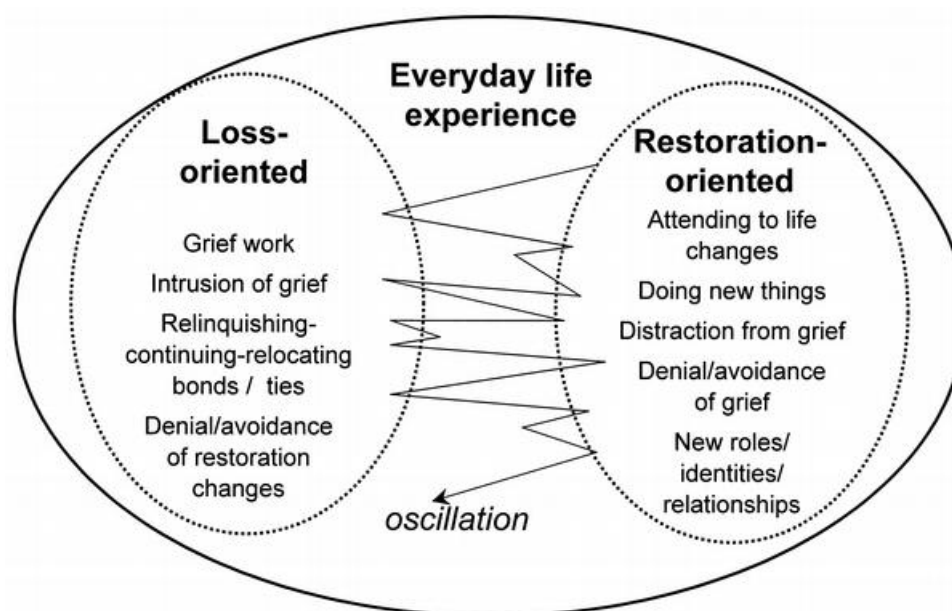 Everyday life
experience
Loss-
oriented
Grief work
Intrusion of grief
Relinquishing-
continuing-relocating
bonds / ties
Denial/avoidance
of restoration
changes
Restoration-
oriented
Attending to life
changes
Doing new things
Distraction from grief
Denial/avoidance
of grief
New roles/
identities/
relationships
oscillation